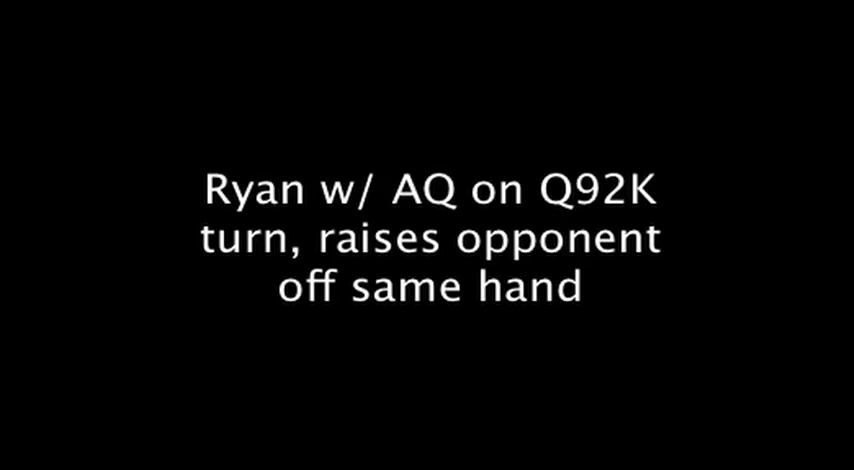 Ryan w/ AQ on Q92K
turn, raises opponent
off same hand